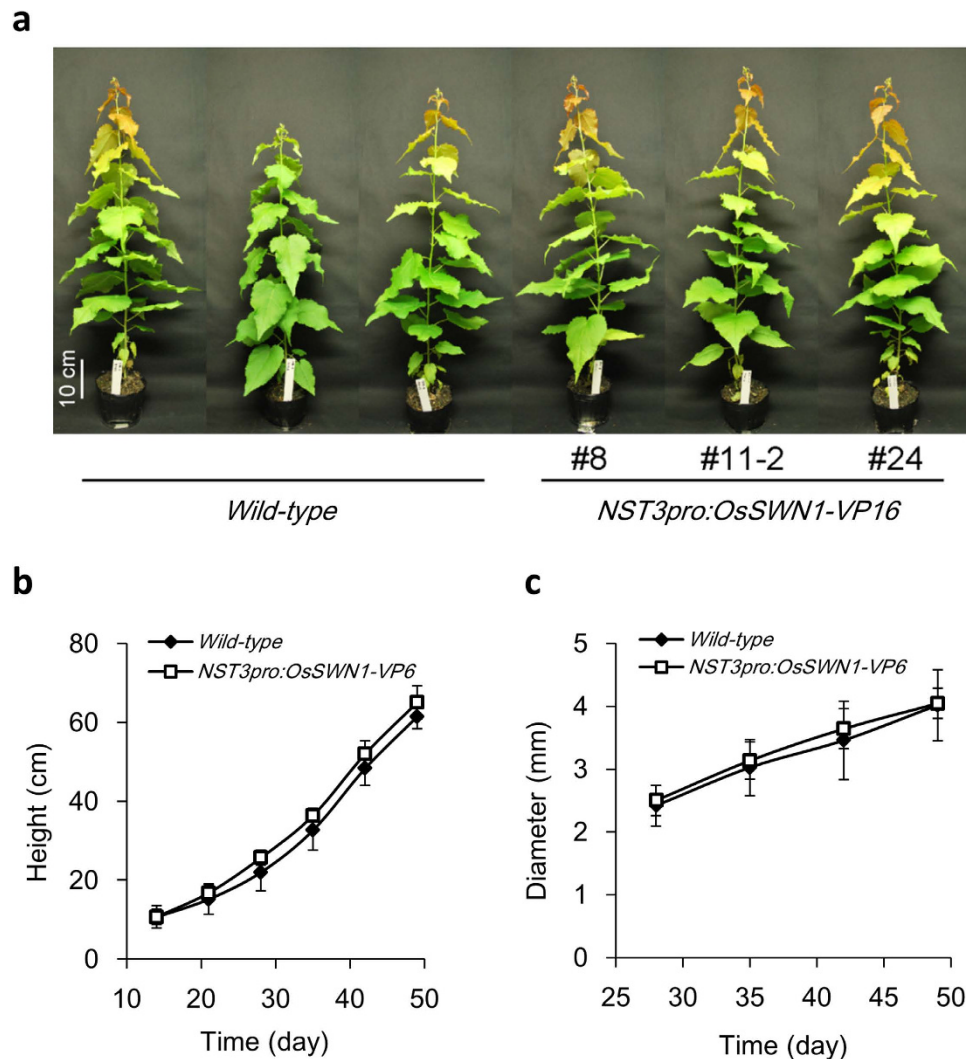 a
10 cm
#8 #11-2 #24
Wild-type NST3pro:OsSWN1-VP16
b
Wild-type
NST3pro:OsSWN1-VP6
80
60
40
20
0
Height (cm)
10 20 30 40 50
Time (day)
c
Wild-type
NST3pro:OsSWN1-VP6
5
4
3
2
1
0
Diameter (mm)
25 30 35 40 45 50
Time (day)